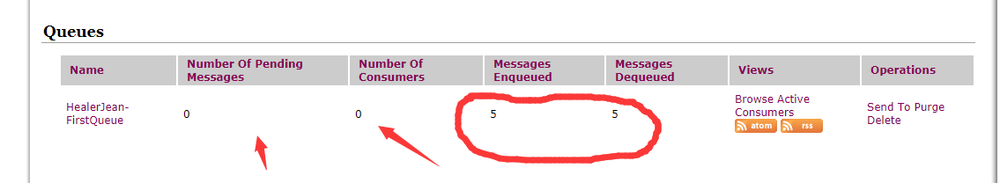 Queues
Name
Number Of Pending
Messages
Number Of
Consumers
Messages
Enqueued
Messages
Dequeued
Views
Operations
HealerJean-
FirstQueue
0
0
5
5
Browse Active
Consumers
atom rss
Send To Purge
Delete